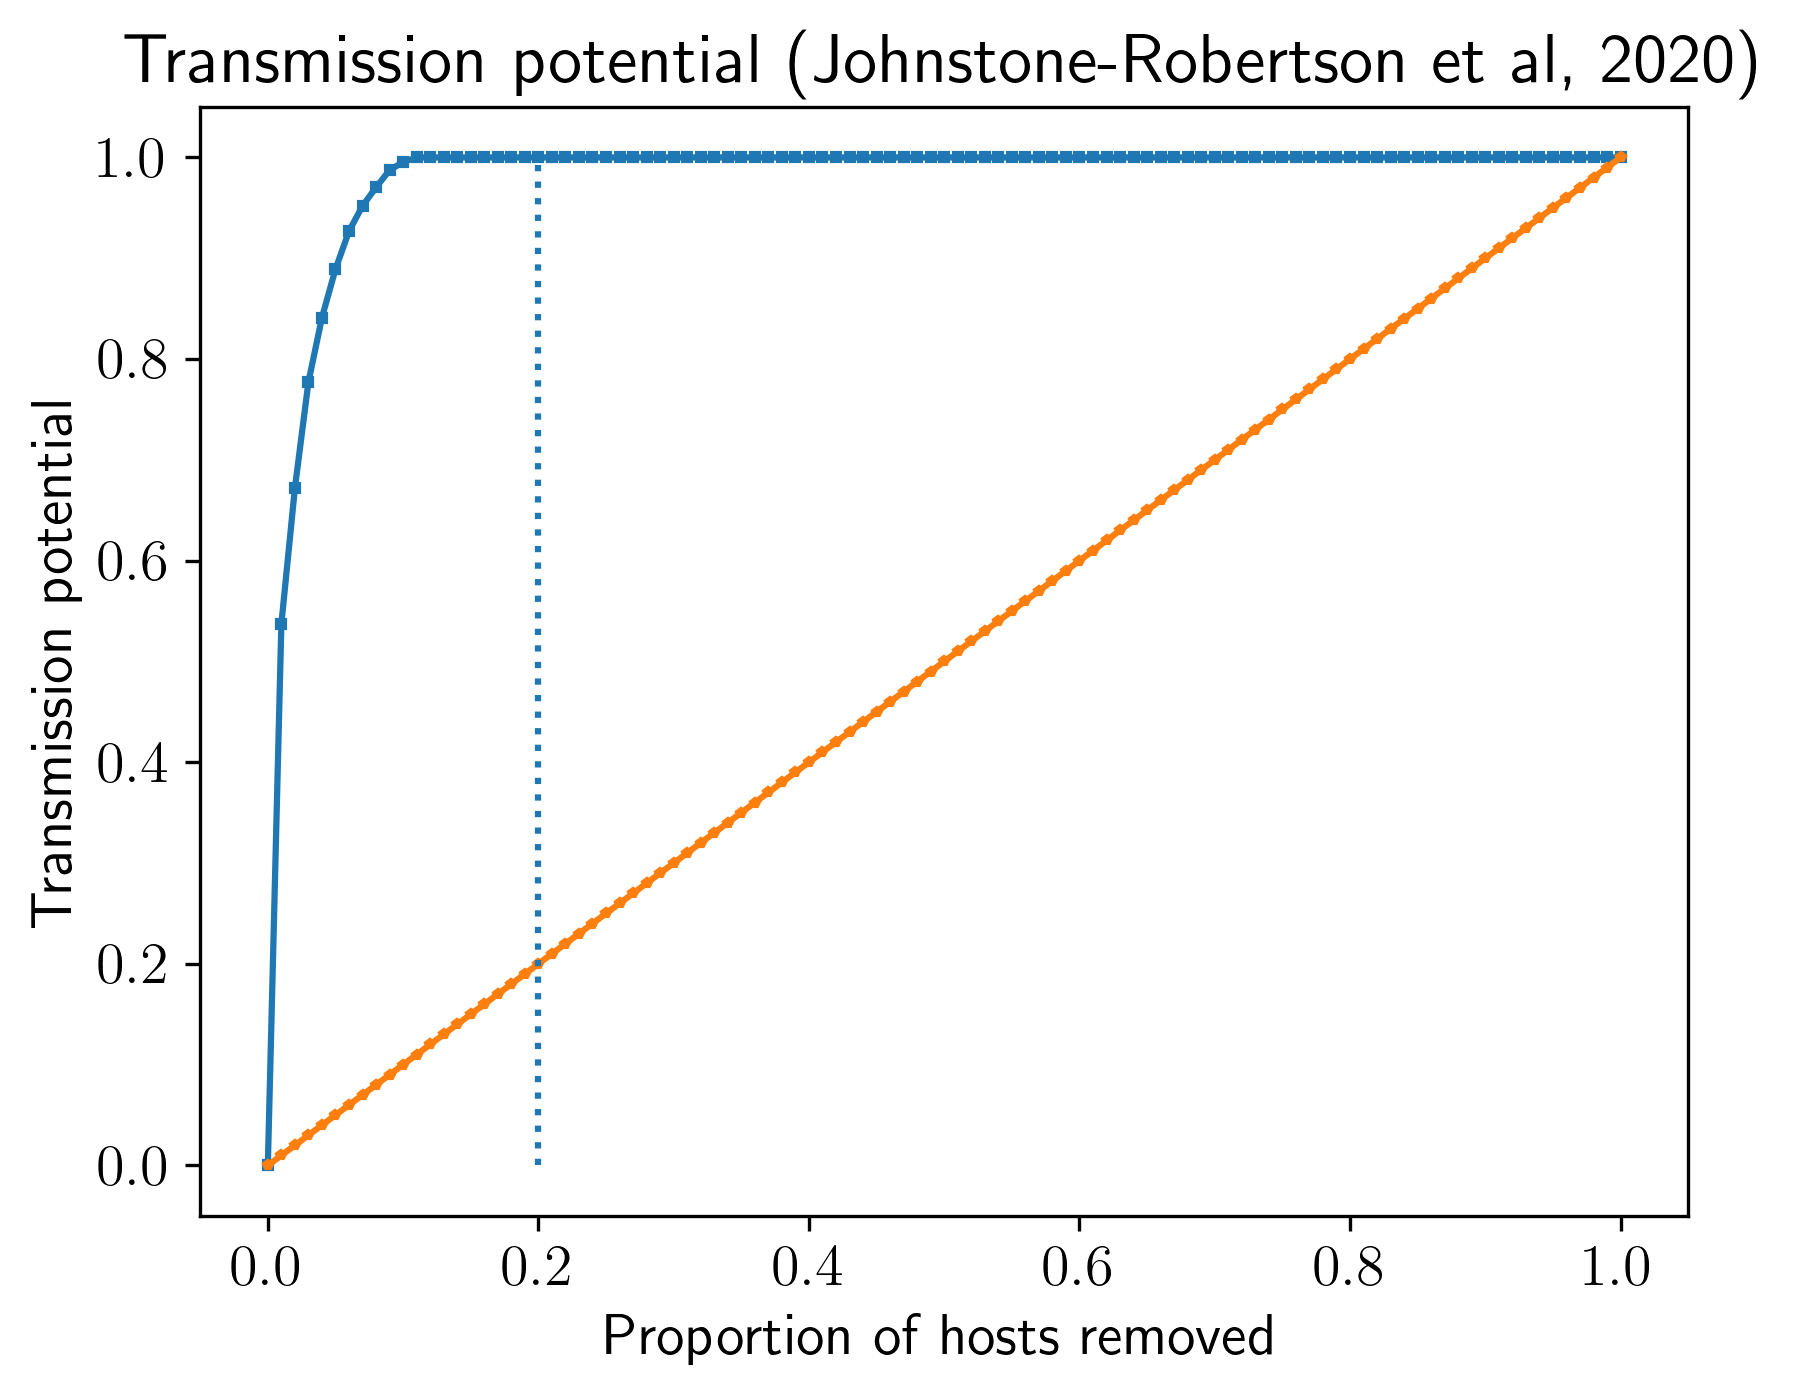 Transmission potential (Johnstone-Robertson et al, 2020)
1.0
0.8
0.6
0.4
0.2
0.0
Transmission potential
0.0 0.2 0.4 0.6 0.8 1.0
Proportion of hosts removed